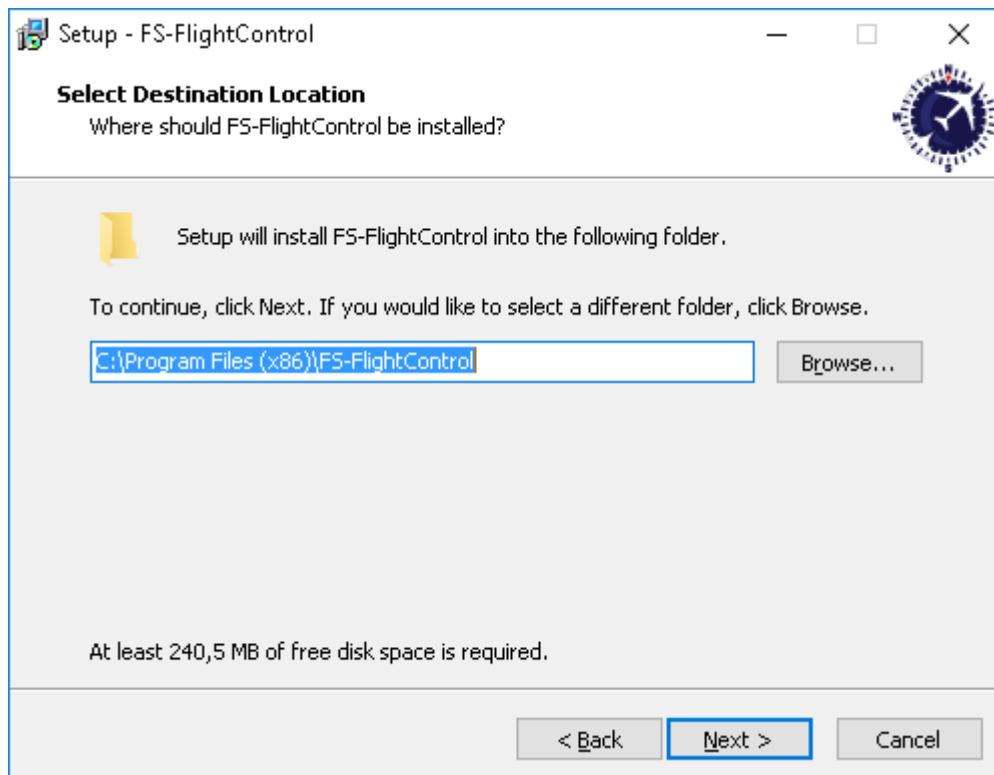 Setup - FS-FlightControl
Select Destination Location
Where should FS-FlightControl be installed?
Setup will install FS-FlightControl into the following folder.
To continue, click Next. If you would like to select a different folder, click Browse.
C:\Program Files (x86)\FS-FlightControl
Browse...
At least 240,5 MB of free disk space is required.
< Back
Next >
Cancel